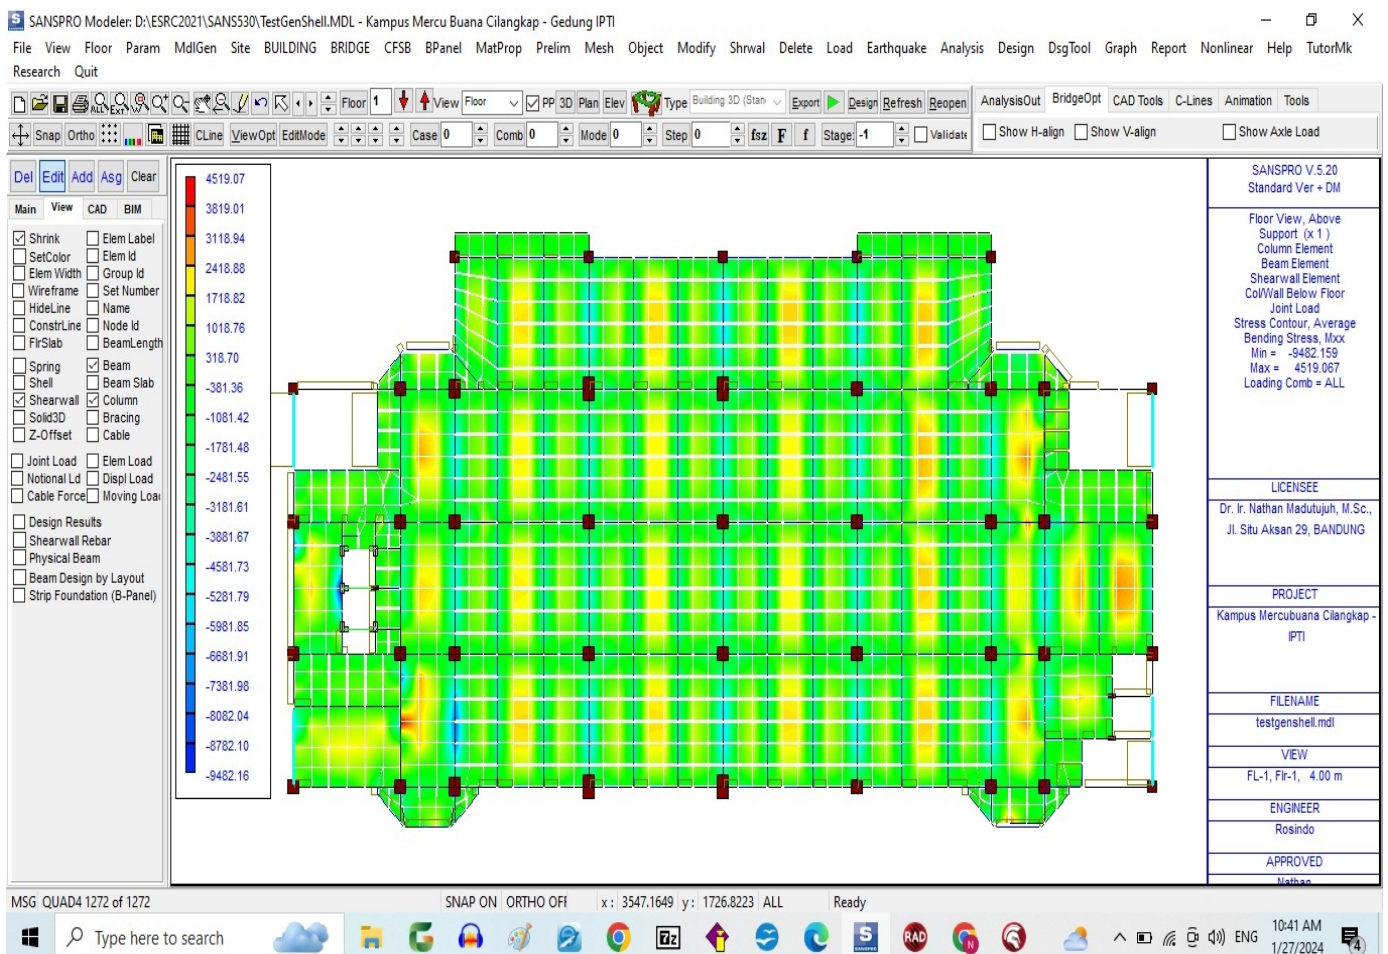 SANSPRO Modeler: D:\ESRC2021\SANS530\TestGenShell.MDL - Kampus Mercu Buana Cilangkap - Gedung IPTI
File View Floor Param MdlGen Site BUILDING BRIDGE CFSB BPanel MatProp Prelim Mesh Object Modify Shrwal Delete Load Earthquake Analysis Design DsgTool Graph Report Nonlinear Help TutorMk
Research Quit
ALL EXT Floor 1 View Floor PP 3D Plan Elev Type Building 3D (Stan Export Design Refresh Reopen
AnalysisOut BridgeOpt CAD Tools C-Lines Animation Tools
Snap Ortho CLine ViewOpt EditMode Case 0 Comb 0 Mode 0 Step 0 fsz F f Stage: -1 Validate
Show H-align Show V-align Show Axle Load
Del Edit Add Asg Clear
Main View CAD BIM
Shrink Elem Label
SetColor Elem Id
Elem Width Group Id
Wireframe Set Number
HideLine Name
ConstrLine Node Id
FlrSlab BeamLength
Spring Beam
Shell Beam Slab
Shearwall Column
Solid3D Bracing
Z-Offset Cable
Joint Load Elem Load
Notional Ld Displ Load
Cable Force Moving Loa
Design Results
Shearwall Rebar
Physical Beam
Beam Design by Layout
Strip Foundation (B-Panel)
4519.07
3819.01
3118.94
2418.88
1718.82
1018.76
318.70
-381.36
-1081.42
-1781.48
-2481.55
-3181.61
-3881.67
-4581.73
-5281.79
-5981.85
-6681.91
-7381.98
-8082.04
-8782.10
-9482.16
SANSPRO V.5.20
Standard Ver + DM
Floor View, Above
Support (x 1 )
Column Element
Beam Element
Shearwall Element
Col/Wall Below Floor
Joint Load
Stress Contour, Average
Bending Stress, Mxx
Min = -9482.159
Max = 4519.067
Loading Comb = ALL
LICENSEE
Dr. Ir. Nathan Madutujuh, M.Sc.,
Jl. Situ Aksan 29, BANDUNG
PROJECT
Kampus Mercubuana Cilangkap -
IPTI
FILENAME
testgenshell.mdl
VIEW
FL-1, Flr-1, 4.00 m
ENGINEER
Rosindo
APPROVED
Nathan
MSG QUAD4 1272 of 1272 SNAP ON ORTHO OFF x : 3547.1649 y : 1726.8223 ALL Ready
Type here to search
7z
S
SANSPRO
RAD
N
ENG
10:41 AM
1/27/2024
4